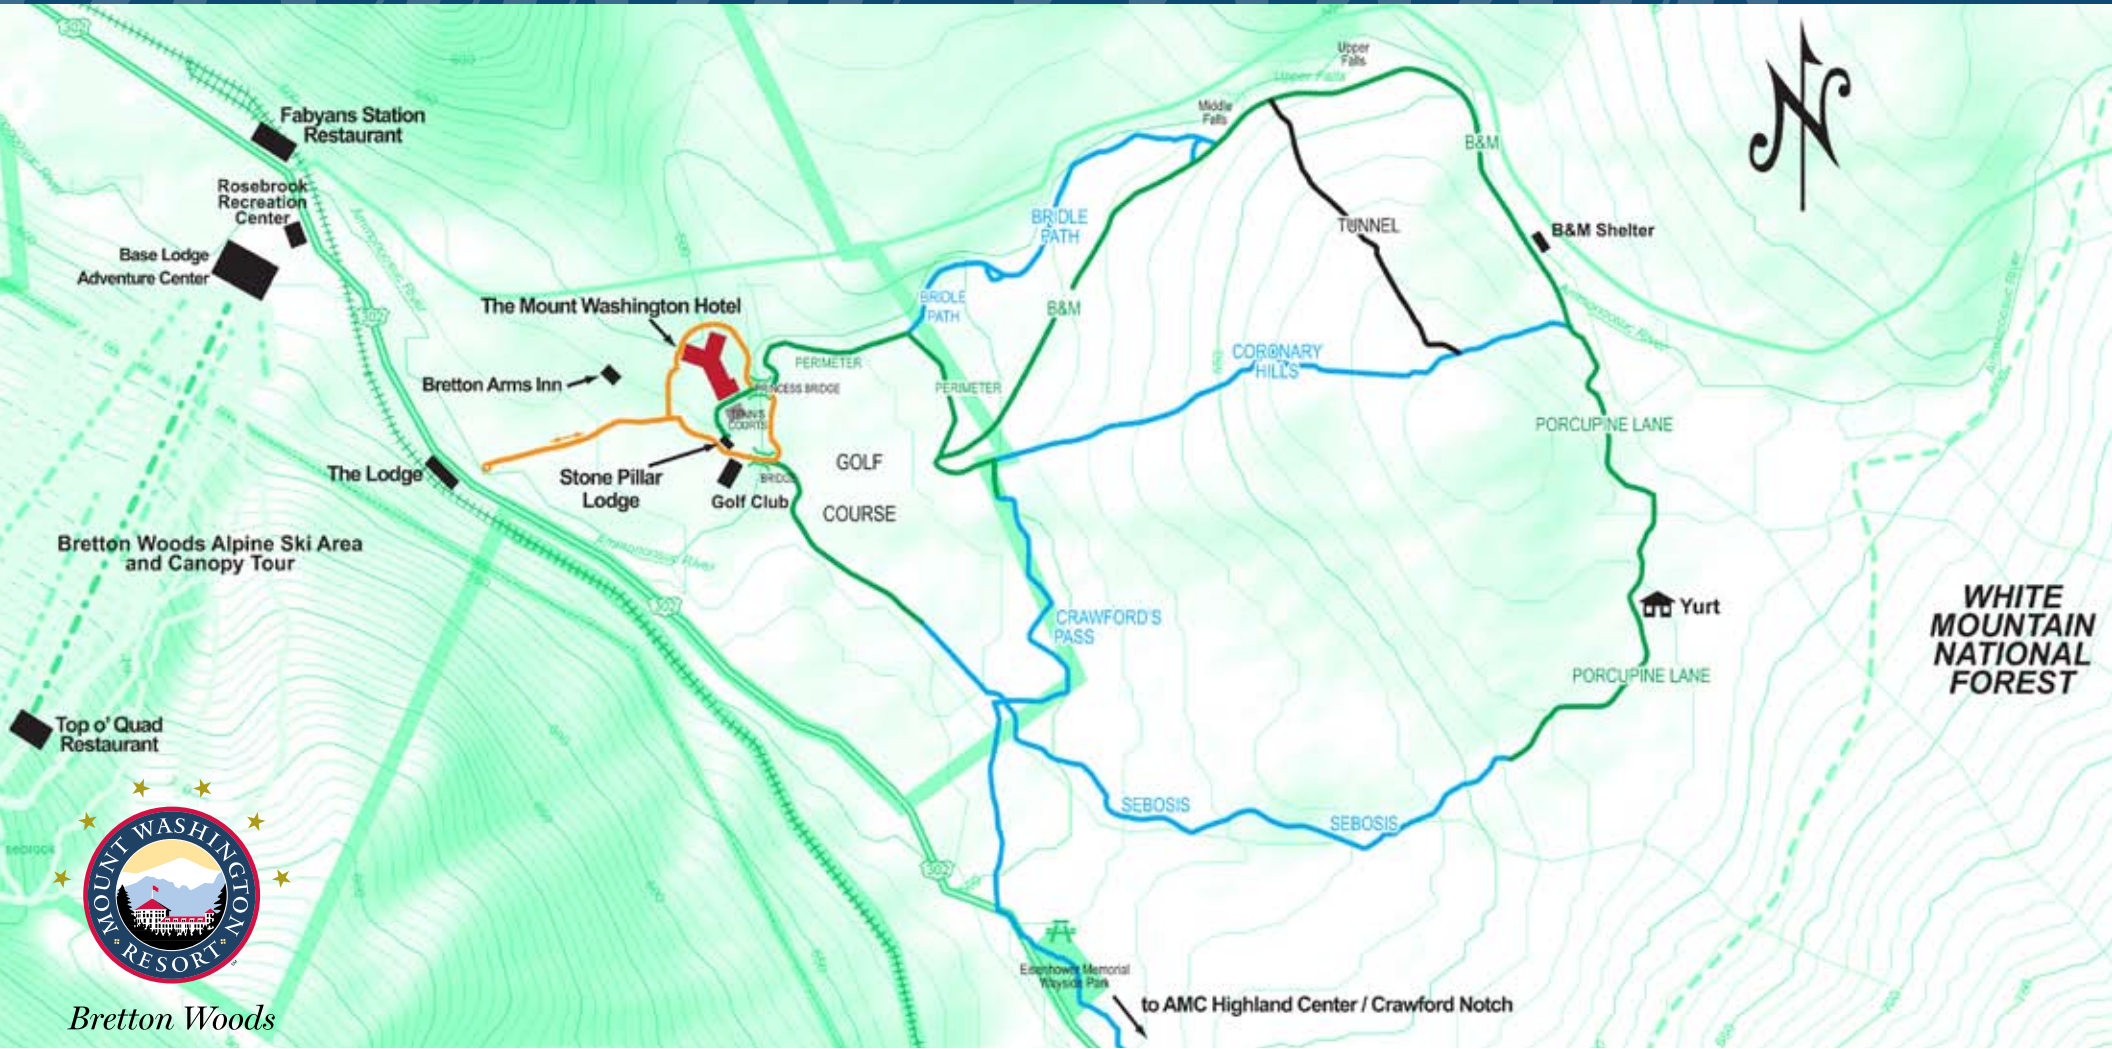 302
Fabyans Station
Restaurant
Rosebrook
Recreation
Center
Base Lodge
Adventure Center
Ammonoosuc River
302
The Mount Washington Hotel
Bretton Arms Inn
The Lodge
Stone Pillar
Lodge
Golf Club
BRIDGE
PRINCESS BRIDGE
TENNIS
COURTS
PERIMETER
PERIMETER
GOLF
COURSE
BRIDLE
PATH
BRIDLE
PATH
B&M
Middle
Falls
Upper
Falls
Upper Falls
B&M
TUNNEL
B&M Shelter
N
Ammonoosuc River
Ammonoosuc River
CORONARY
HILLS
PORCUPINE LANE
Yurt
PORCUPINE LANE
WHITE
MOUNTAIN
NATIONAL
FOREST
CRAWFORD'S
PASS
SEBOSIS
SEBOSIS
Ammonoosuc River
302
302
Bretton Woods Alpine Ski Area
and Canopy Tour
Top o' Quad
Restaurant
Eisenhower Memorial
Wayside Park
to AMC Highland Center / Crawford Notch
MOUNT WASHINGTON
RESORT
Bretton Woods